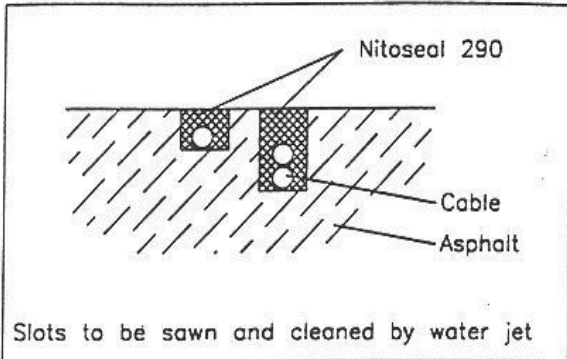 Nitoseal 290
Cable
Asphalt
Slots to be sawn and cleaned by water jet